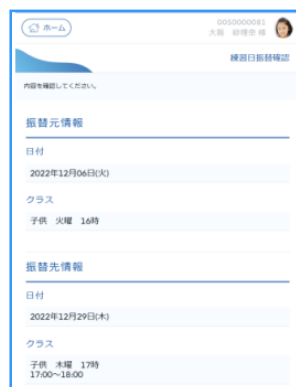 ホーム
0050000081
大阪 紗理奈 様
練習日振替確認
内容を確認してください。
振替元情報
日付
2022年12月06日(火)
クラス
子供 火曜 16時
振替先情報
日付
2022年12月29日(木)
クラス
子供 木曜 17時
17:00～18:00